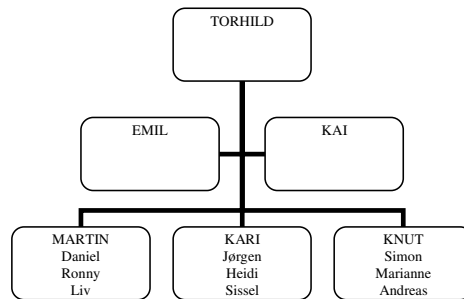 TORHILD
EMIL
KAI
MARTIN
Daniel
Ronny
Liv
KARI
Jørgen
Heidi
Sissel
KNUT
Simon
Marianne
Andreas